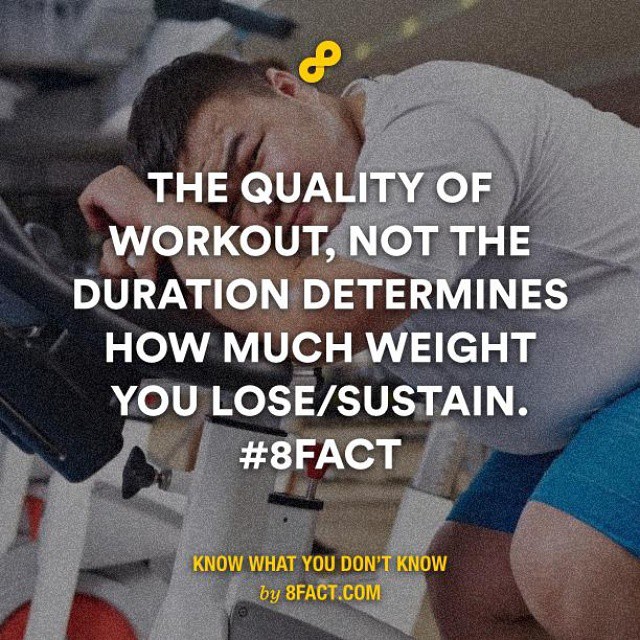 THE QUALITY OF
WORKOUT, NOT THE
DURATION DETERMINES
HOW MUCH WEIGHT
YOU LOSE/SUSTAIN.
#8FACT
KNOW WHAT YOU DON'T KNOW
by 8FACT.COM